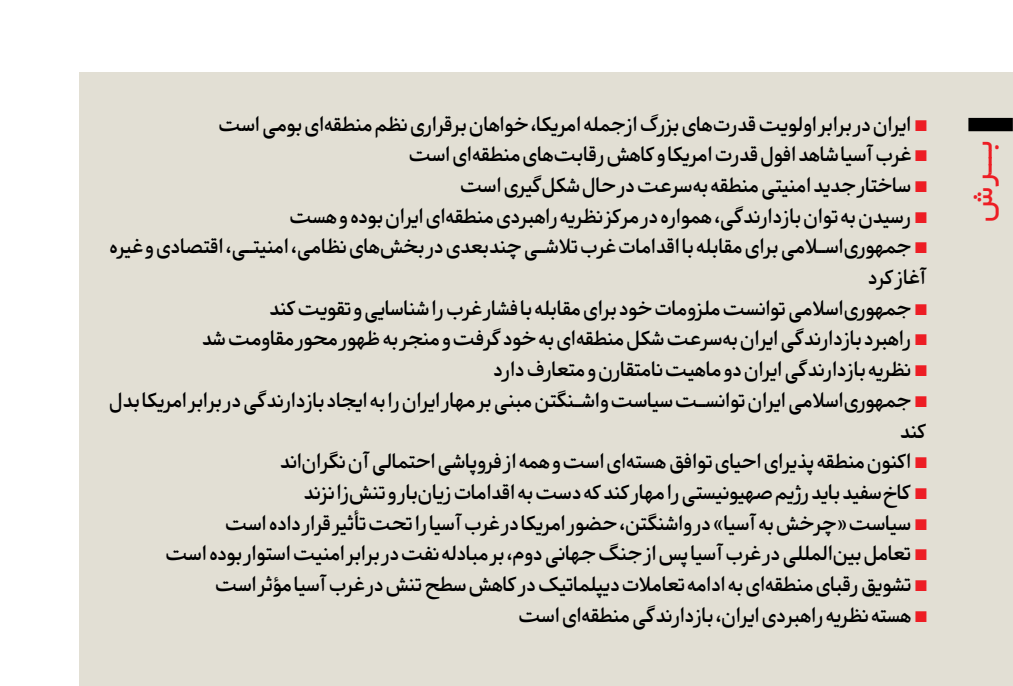 بــرش
■ ایران در برابر اولویت قدرت‌های بزرگ ازجمله امریکا، خواهان برقراری نظم منطقه‌ای بومی است
■ غرب آسیا شاهد افول قدرت امریکا و کاهش رقابت‌های منطقه‌ای است
■ ساختار جدید امنیتی منطقه به‌سرعت در حال شکل‌گیری است
■ رسیدن به توان بازدارندگی، همواره در مرکز نظریه راهبردی منطقه‌ای ایران بوده و هست
■ جمهوری‌اســلامی برای مقابله با اقدامات غرب تلاشــی چندبعدی در بخش‌های نظامی، امنیتــی، اقتصادی و غیره
آغاز کرد
■ جمهوری‌اسلامی توانست ملزومات خود برای مقابله با فشار غرب را شناسایی و تقویت کند
■ راهبرد بازدارندگی ایران به‌سرعت شکل منطقه‌ای به خود گرفت و منجر به ظهور محور مقاومت شد
■ نظریه بازدارندگی ایران دو ماهیت نامتقارن و متعارف دارد
■ جمهوری‌اسلامی ایران توانســت سیاست واشــنگتن مبنی بر مهار ایران را به ایجاد بازدارندگی در برابر امریکا بدل
کند
■ اکنون منطقه پذیرای احیای توافق هسته‌ای است و همه از فروپاشی احتمالی آن نگران‌اند
■ کاخ‌سفید باید رژیم صهیونیستی را مهار کند که دست به اقدامات زیان‌بار و تنش‌زا نزند
■ سیاست «چرخش به آسیا» در واشنگتن، حضور امریکا در غرب آسیا را تحت تأثیر قرار داده است
■ تعامل بین‌المللی در غرب آسیا پس از جنگ جهانی دوم، بر مبادله نفت در برابر امنیت استوار بوده است
■ تشویق رقبای منطقه‌ای به ادامه تعاملات دیپلماتیک در کاهش سطح تنش در غرب آسیا مؤثر است
■ هسته نظریه راهبردی ایران، بازدارندگی منطقه‌ای است